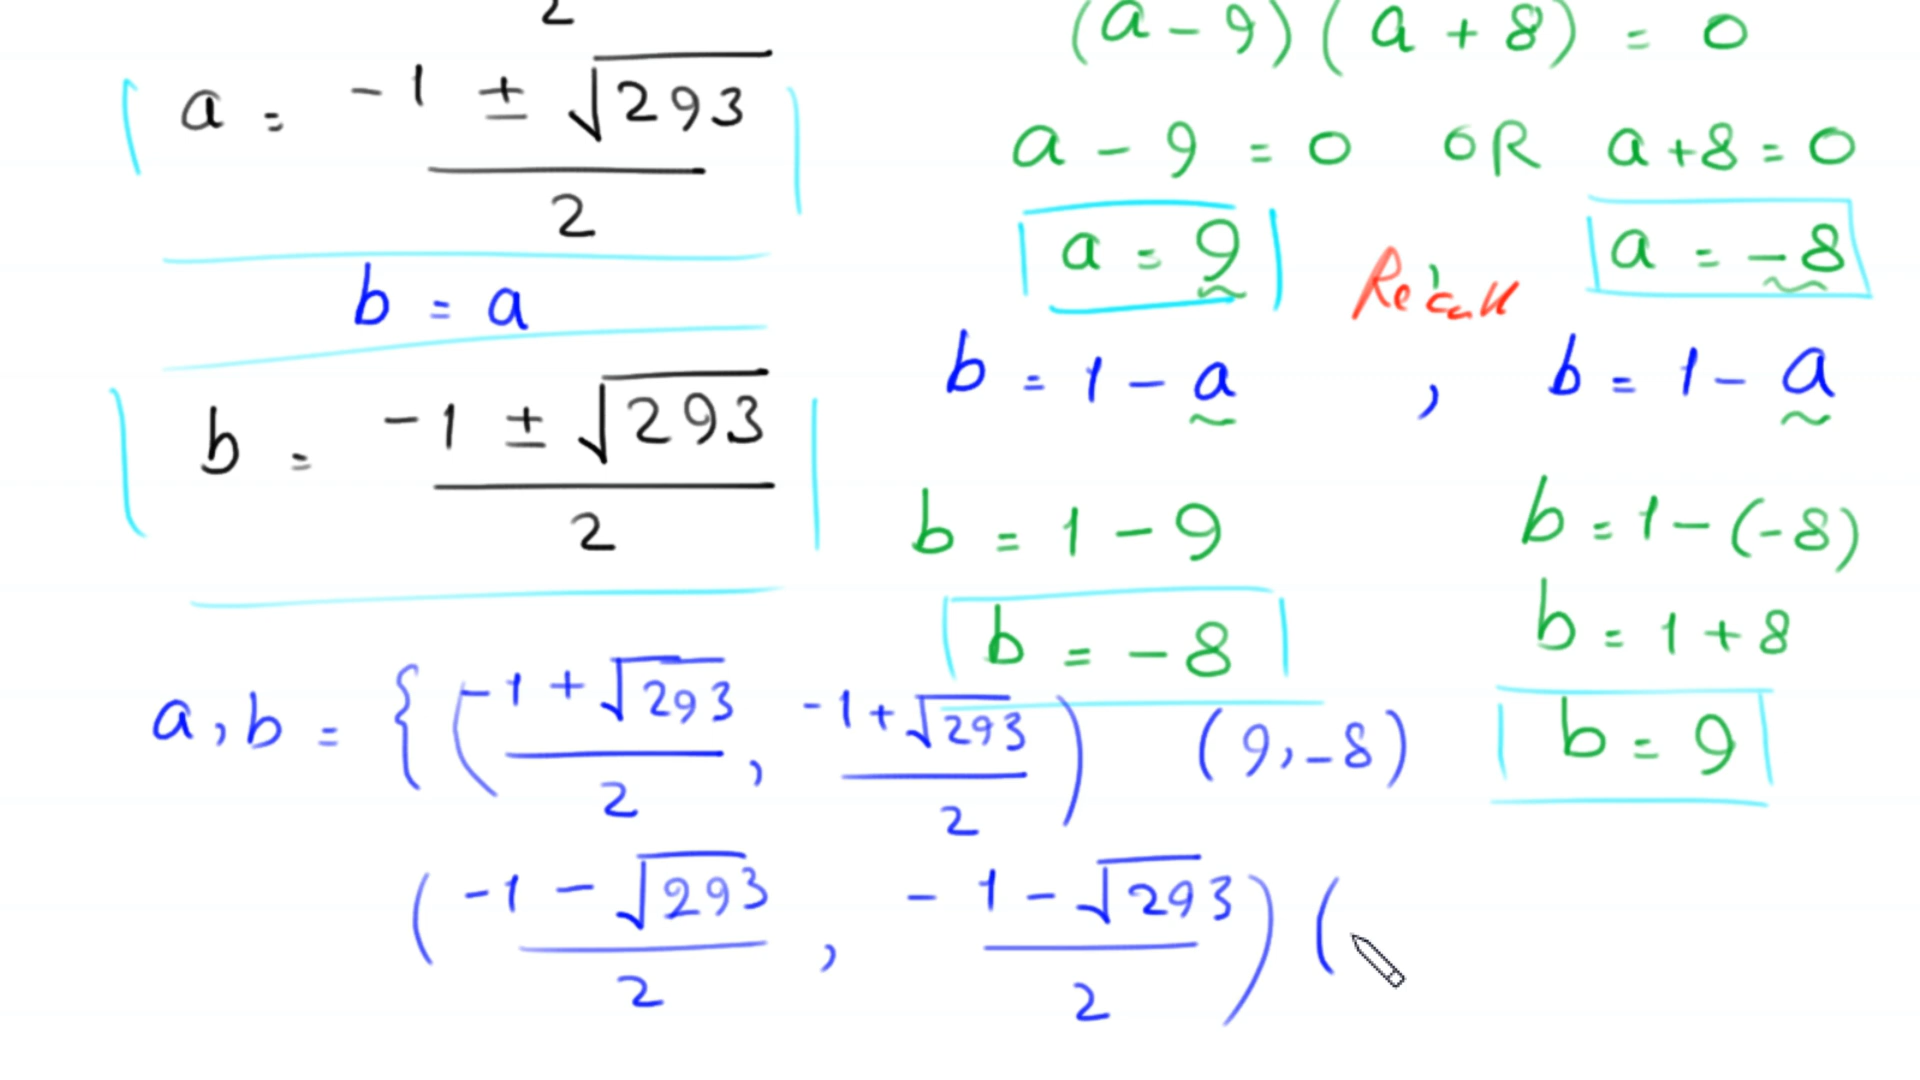 2
a = -1 ± √293
2
b = a
b = -1 ± √293
2
(a - 9)(a + 8) = 0
a - 9 = 0 OR a + 8 = 0
a = 9
a = -8
Recall
b = 1 - a , b = 1 - a
b = 1 - 9
b = -8
b = 1 - (-8)
b = 1 + 8
b = 9
a, b = { ( -1 + √293 / 2 , -1 + √293 / 2 ) (9, -8)
( -1 - √293 / 2 , -1 - √293 / 2 ) (